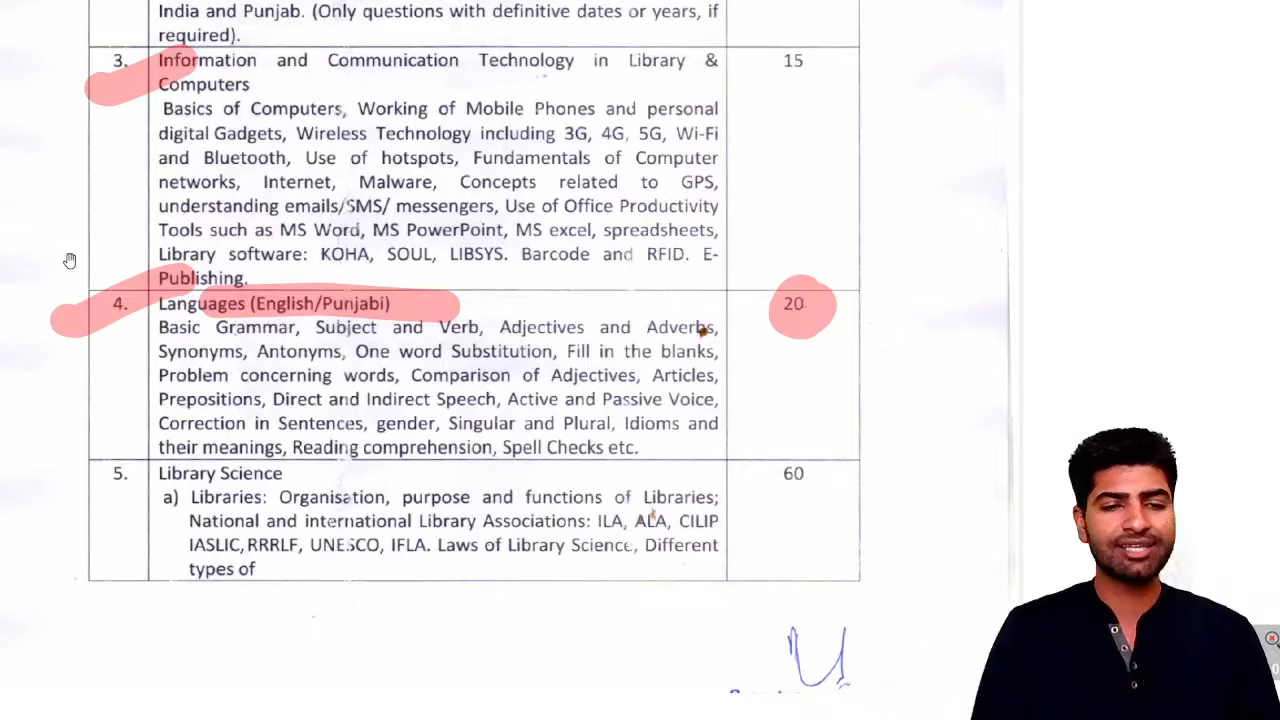 India and Punjab. (Only questions with definitive dates or years, if
required).
3. Information and Communication Technology in Library & 15
Computers
Basics of Computers, Working of Mobile Phones and personal
digital Gadgets, Wireless Technology including 3G, 4G, 5G, Wi-Fi
and Bluetooth, Use of hotspots, Fundamentals of Computer
networks, Internet, Malware, Concepts related to GPS,
understanding emails/SMS/ messengers, Use of Office Productivity
Tools such as MS Word, MS PowerPoint, MS excel, spreadsheets,
Library software: KOHA, SOUL, LIBSYS. Barcode and RFID. E-
Publishing.
4. Languages (English/Punjabi) 20
Basic Grammar, Subject and Verb, Adjectives and Adverbs,
Synonyms, Antonyms, One word Substitution, Fill in the blanks,
Problem concerning words, Comparison of Adjectives, Articles,
Prepositions, Direct and Indirect Speech, Active and Passive Voice,
Correction in Sentences, gender, Singular and Plural, Idioms and
their meanings, Reading comprehension, Spell Checks etc.
5. Library Science 60
a) Libraries: Organisation, purpose and functions of Libraries;
National and international Library Associations: ILA, ALA, CILIP
IASLIC, RRRLF, UNESCO, IFLA. Laws of Library Science, Different
types of